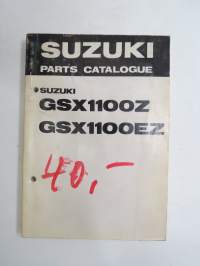 SUZUKI
PARTS CATALOGUE
SUZUKI
GSX1100Z
GSX1100EZ
40,-